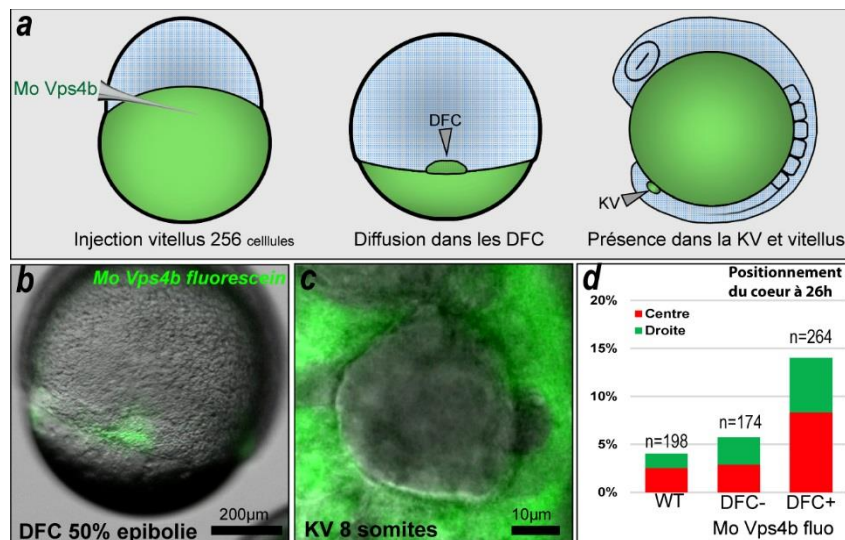 a
Mo Vps4b
DFC
KV
Injection vitellus 256 celllules
Diffusion dans les DFC
Présence dans la KV et vitellus
b
Mo Vps4b fluorescein
DFC 50% epibolie
200µm
c
KV 8 somites
10µm
d
Positionnement
du coeur à 26h
20%
Centre
Droite
n=264
15%
10%
n=198
n=174
5%
0%
WT
DFC-
DFC+
Mo Vps4b fluo